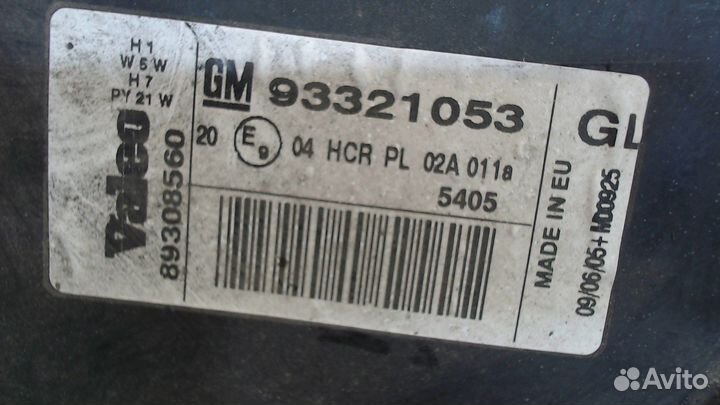 H1
W5W
H7
PY 21 W
Valeo
89308560
GM 93321053
20 E9 04 HCR PL 02A 011a
5405
MADE IN EU
GL
09/06/05+M00925
Avito